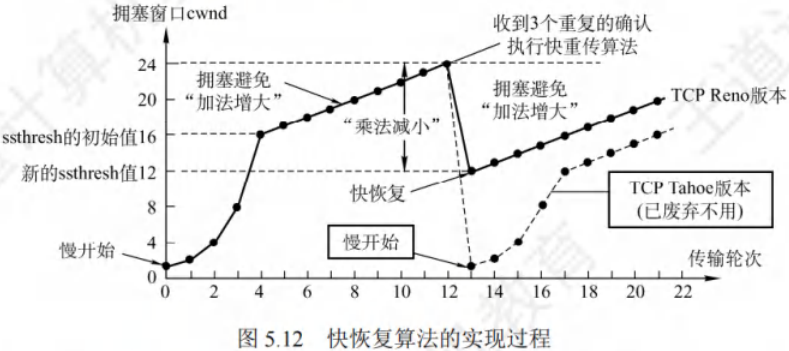 拥塞窗口cwnd
收到3个重复的确认
执行快重传算法
24
拥塞避免
“加法增大”
拥塞避免
“加法增大”
20
TCP Reno版本
“乘法减小”
ssthresh的初始值16
新的ssthresh值12
快恢复
TCP Tahoe版本
(已废弃不用)
8
4
慢开始
慢开始
传输轮次
0
0 2 4 6 8 10 12 14 16 18 20 22
图 5.12 快恢复算法的实现过程